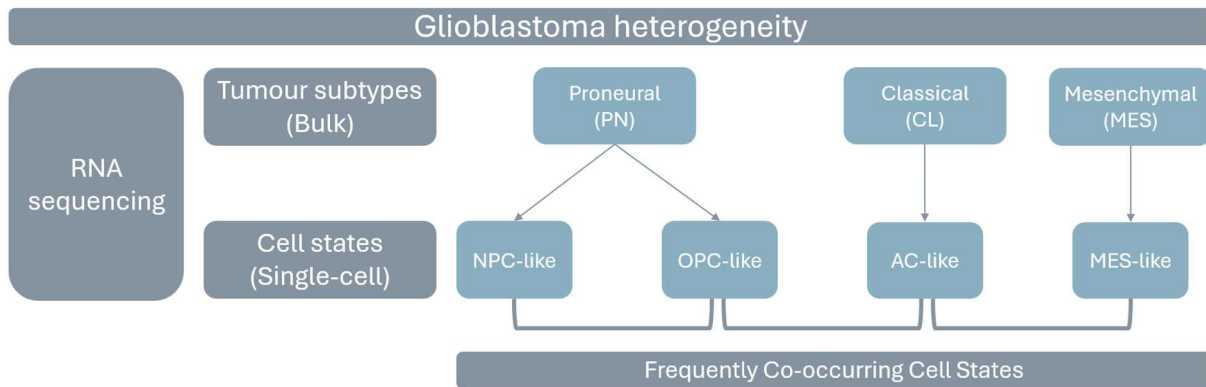 Glioblastoma heterogeneity
RNA
sequencing
Tumour subtypes
(Bulk)
Proneural
(PN)
Classical
(CL)
Mesenchymal
(MES)
Cell states
(Single-cell)
NPC-like
OPC-like
AC-like
MES-like
Frequently Co-occurring Cell States